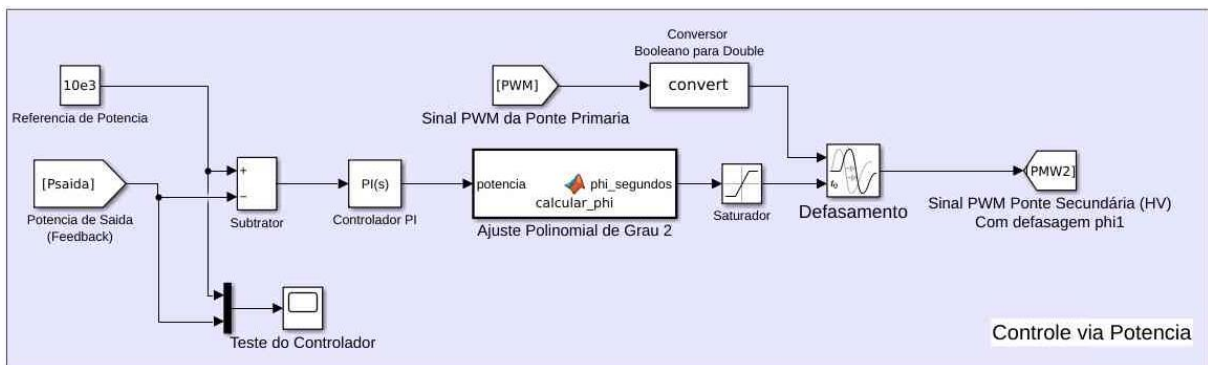 Conversor
Booleano para Double
10e3
[PWM]
convert
Referencia de Potencia
Sinal PWM da Ponte Primaria
[Psaida]
+
−
PI(s)
potencia
phi_segundos
calcular_phi
[PMW2]
Potencia de Saida
(Feedback)
Subtrator
Controlador PI
Ajuste Polinomial de Grau 2
Saturador
Defasamento
Sinal PWM Ponte Secundária (HV)
Com defasagem phi1
Teste do Controlador
Controle via Potencia